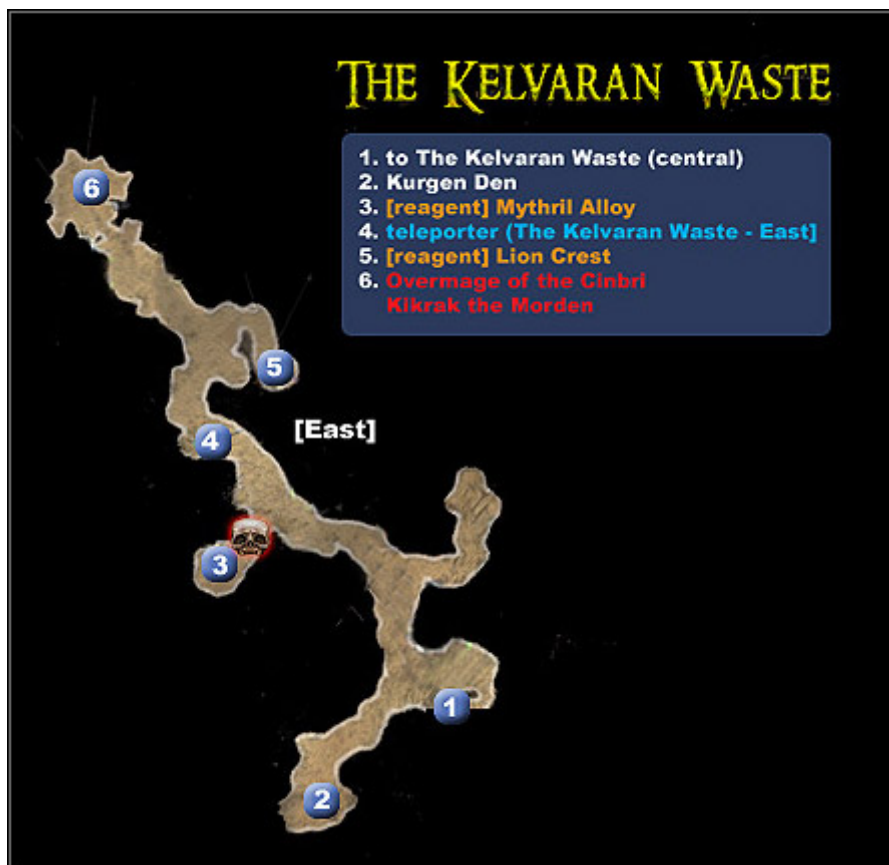 THE KELVARAN WASTE
1. to The Kelvaran Waste (central)
2. Kurgen Den
3. [reagent] Mythril Alloy
4. teleporter (The Kelvaran Waste - East]
5. [reagent] Lion Crest
6. Overmage of the Cinbri
Klkrak the Morden
6
5
4
[East]
3
1
2